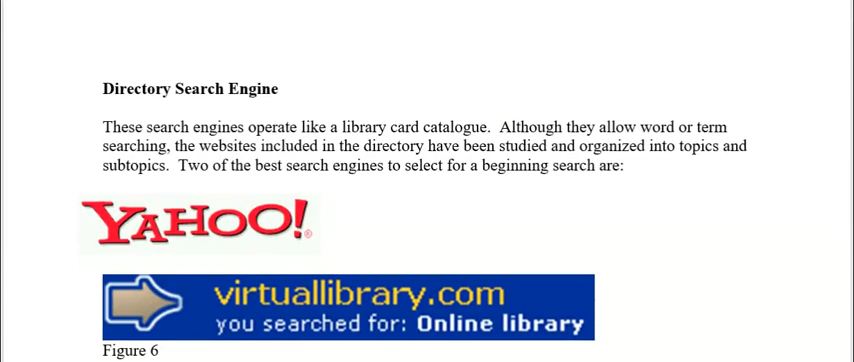 Directory Search Engine
These search engines operate like a library card catalogue.  Although they allow word or term
searching, the websites included in the directory have been studied and organized into topics and
subtopics.  Two of the best search engines to select for a beginning search are:
YAHOO!®
virtuallibrary.com
you searched for: Online library
Figure 6